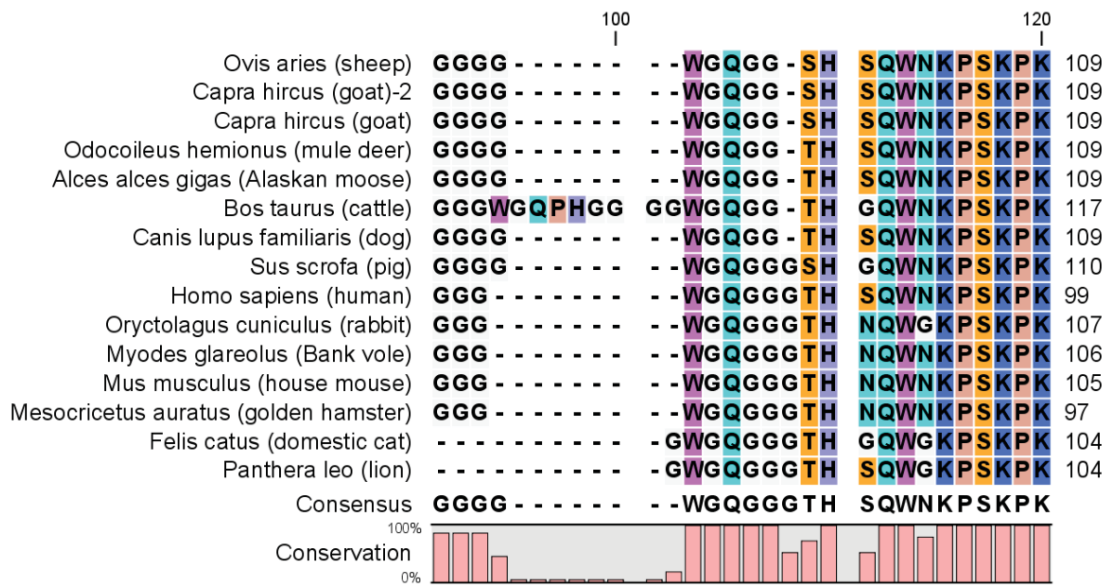 100 120
Ovis aries (sheep) GGGG------ --WGQGG-SH SQWNKPSKPK 109
Capra hircus (goat)-2 GGGG------ --WGQGG-SH SQWNKPSKPK 109
Capra hircus (goat) GGGG------ --WGQGG-SH SQWNKPSKPK 109
Odocoileus hemionus (mule deer) GGGG------ --WGQGG-TH SQWNKPSKPK 109
Alces alces gigas (Alaskan moose) GGGG------ --WGQGG-TH SQWNKPSKPK 109
Bos taurus (cattle) GGGWGQPHGG GGWGQGG-TH GQWNKPSKPK 117
Canis lupus familiaris (dog) GGGG------ --WGQGG-TH SQWNKPSKPK 109
Sus scrofa (pig) GGGG------ --WGQGGGSH GQWNKPSKPK 110
Homo sapiens (human) GGG------- --WGQGGGTH SQWNKPSKPK 99
Oryctolagus cuniculus (rabbit) GGG------- --WGQGGGTH NQWGKPSKPK 107
Myodes glareolus (Bank vole) GGG------- --WGQGGGTH NQWNKPSKPK 106
Mus musculus (house mouse) GGG------- --WGQGGGTH NQWNKPSKPK 105
Mesocricetus auratus (golden hamster) GGG------- --WGQGGGTH NQWNKPSKPK 97
Felis catus (domestic cat) ---------- -GWGQGGGTH GQWGKPSKPK 104
Panthera leo (lion) ---------- -GWGQGGGTH SQWGKPSKPK 104
Consensus GGGG------ --WGQGGGTH SQWNKPSKPK
100%
Conservation
0%